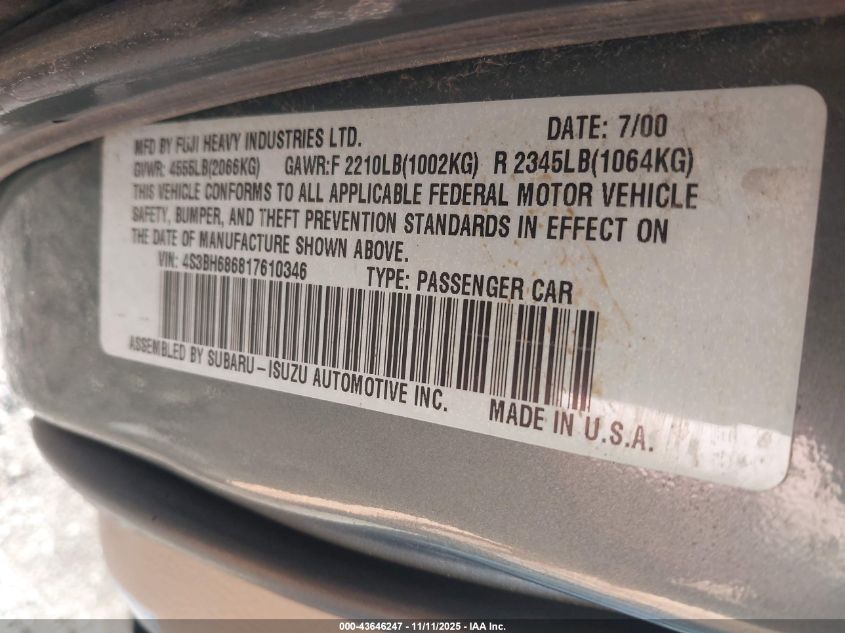 MFD BY FUJI HEAVY INDUSTRIES LTD. DATE: 7/00
GVWR: 4555LB(2066KG) GAWR:F 2210LB(1002KG) R 2345LB(1064KG)
THIS VEHICLE CONFORMS TO ALL APPLICABLE FEDERAL MOTOR VEHICLE
SAFETY, BUMPER, AND THEFT PREVENTION STANDARDS IN EFFECT ON
THE DATE OF MANUFACTURE SHOWN ABOVE.
VIN: 4S3BH686817610346 TYPE: PASSENGER CAR
ASSEMBLED BY SUBARU-ISUZU AUTOMOTIVE INC. MADE IN U.S.A.
000-43646247 - 11/11/2025 - IAA Inc.